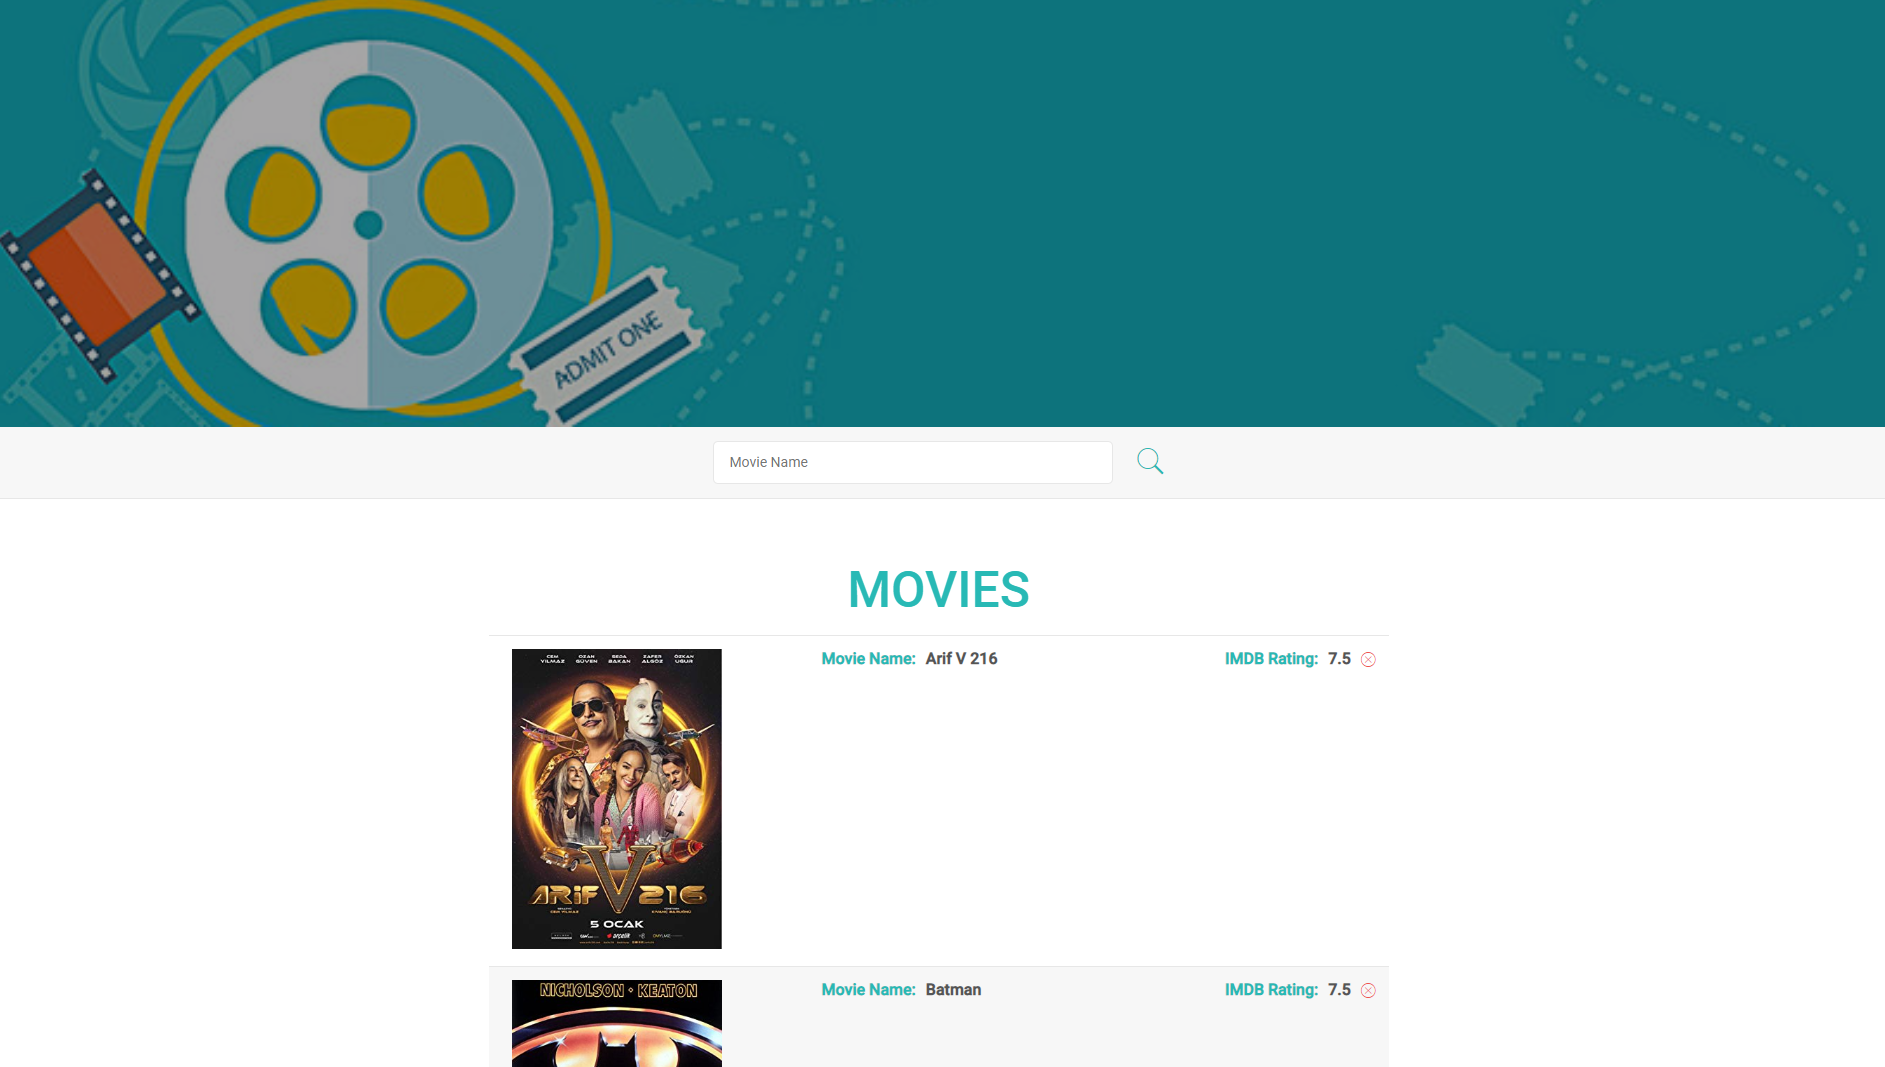 ADMIT ONE
Movie Name
MOVIES
Movie Name: Arif V 216
IMDB Rating: 7.5
CEM YILMAZ
OZAN GÜVEN
SEDA BAKAN
ZAFER ALGÖZ
ÖZKAN UĞUR
ARİF V 216
5 OCAK
Movie Name: Batman
IMDB Rating: 7.5
NICHOLSON • KEATON